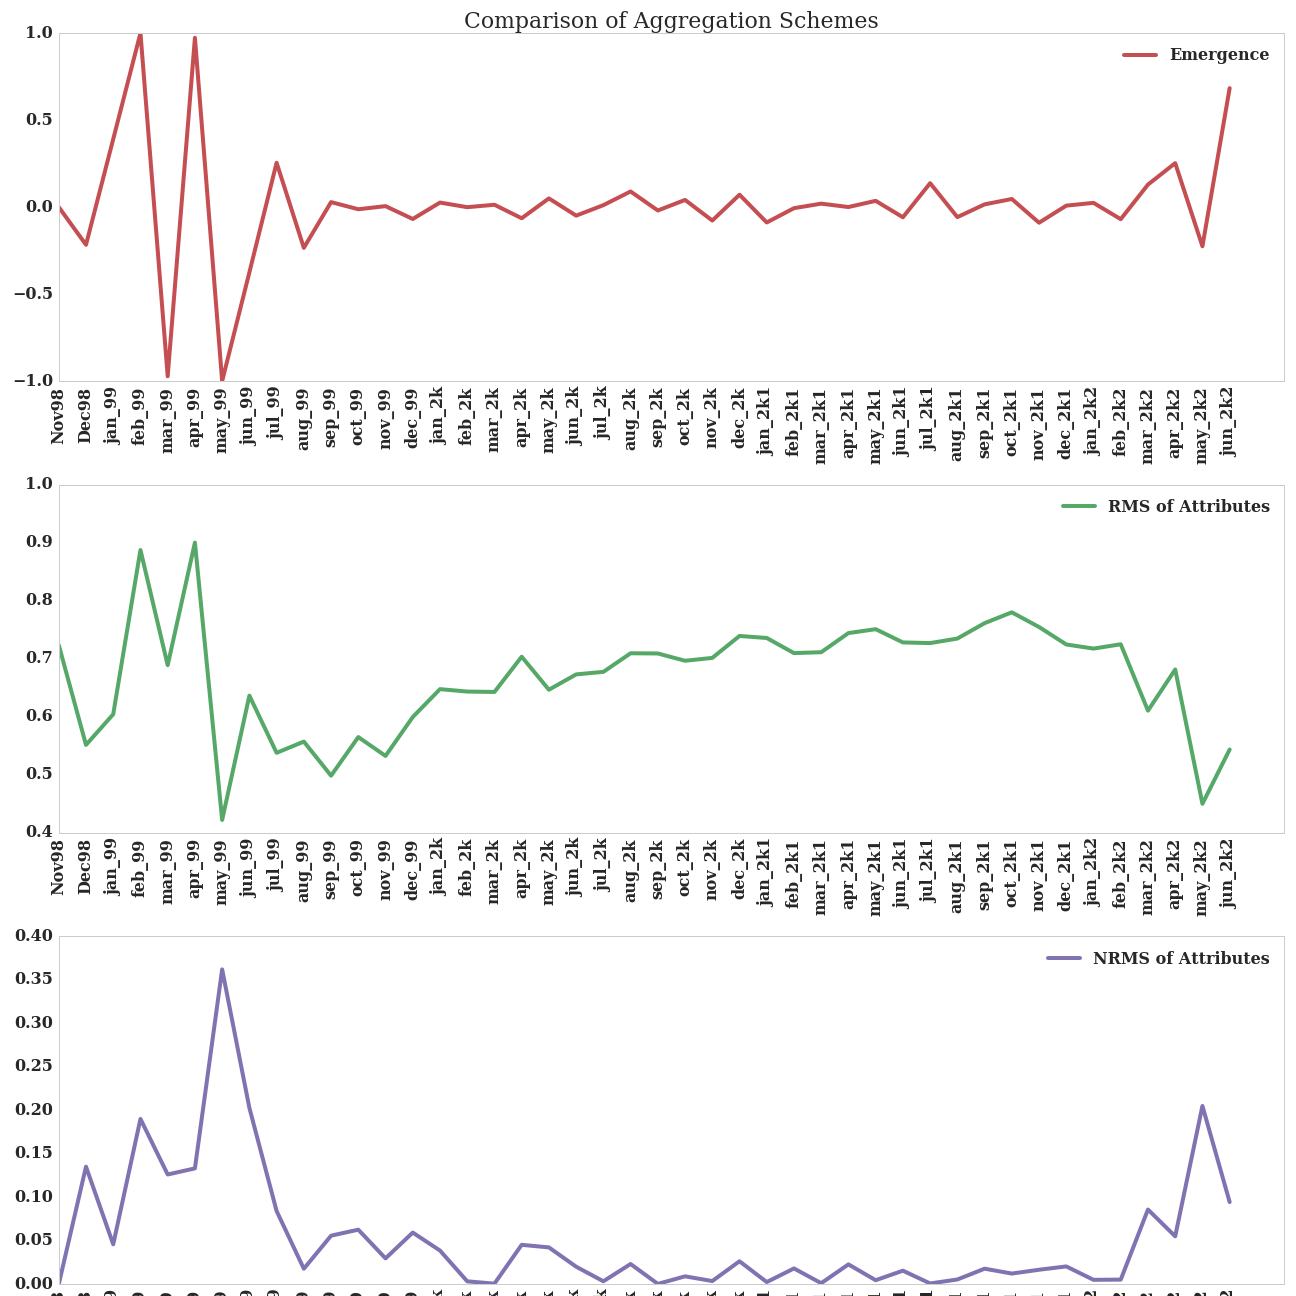 Comparison of Aggregation Schemes
1.0
0.5
0.0
−0.5
−1.0
Emergence
Nov98
Dec98
jan_99
feb_99
mar_99
apr_99
may_99
jun_99
jul_99
aug_99
sep_99
oct_99
nov_99
dec_99
jan_2k
feb_2k
mar_2k
apr_2k
may_2k
jun_2k
jul_2k
aug_2k
sep_2k
oct_2k
nov_2k
dec_2k
jan_2k1
feb_2k1
mar_2k1
apr_2k1
may_2k1
jun_2k1
jul_2k1
aug_2k1
sep_2k1
oct_2k1
nov_2k1
dec_2k1
jan_2k2
feb_2k2
mar_2k2
apr_2k2
may_2k2
jun_2k2
1.0
0.9
0.8
0.7
0.6
0.5
0.4
RMS of Attributes
Nov98
Dec98
jan_99
feb_99
mar_99
apr_99
may_99
jun_99
jul_99
aug_99
sep_99
oct_99
nov_99
dec_99
jan_2k
feb_2k
mar_2k
apr_2k
may_2k
jun_2k
jul_2k
aug_2k
sep_2k
oct_2k
nov_2k
dec_2k
jan_2k1
feb_2k1
mar_2k1
apr_2k1
may_2k1
jun_2k1
jul_2k1
aug_2k1
sep_2k1
oct_2k1
nov_2k1
dec_2k1
jan_2k2
feb_2k2
mar_2k2
apr_2k2
may_2k2
jun_2k2
0.40
0.35
0.30
0.25
0.20
0.15
0.10
0.05
0.00
NRMS of Attributes